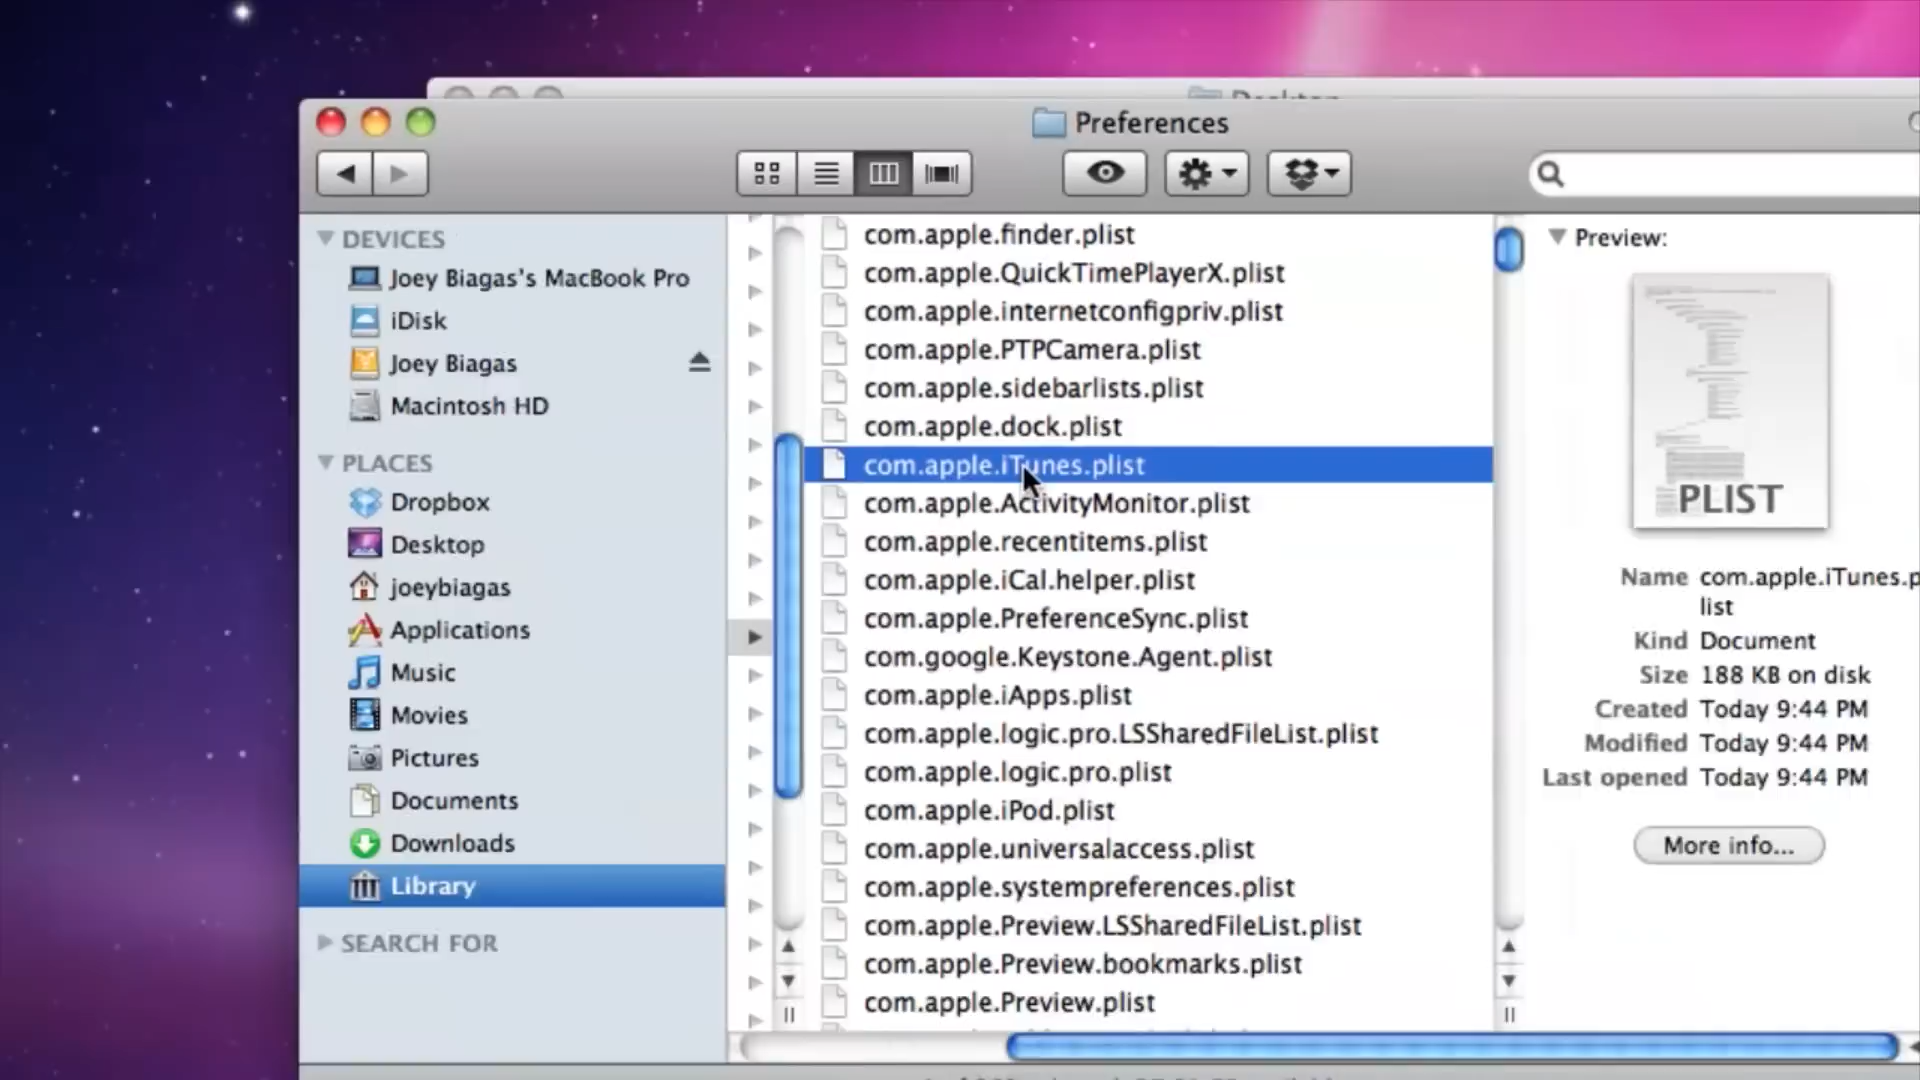 Desktop
Preferences
DEVICES
Joey Biagas's MacBook Pro
iDisk
Joey Biagas
Macintosh HD
PLACES
Dropbox
Desktop
joeybiagas
Applications
Music
Movies
Pictures
Documents
Downloads
Library
SEARCH FOR
com.apple.finder.plist
com.apple.QuickTimePlayerX.plist
com.apple.internetconfigpriv.plist
com.apple.PTPCamera.plist
com.apple.sidebarlists.plist
com.apple.dock.plist
com.apple.iTunes.plist
com.apple.ActivityMonitor.plist
com.apple.recentitems.plist
com.apple.iCal.helper.plist
com.apple.PreferenceSync.plist
com.google.Keystone.Agent.plist
com.apple.iApps.plist
com.apple.logic.pro.LSSharedFileList.plist
com.apple.logic.pro.plist
com.apple.iPod.plist
com.apple.universalaccess.plist
com.apple.systempreferences.plist
com.apple.Preview.LSSharedFileList.plist
com.apple.Preview.bookmarks.plist
com.apple.Preview.plist
Preview:
PLIST
Name com.apple.iTunes.p
list
Kind Document
Size 188 KB on disk
Created Today 9:44 PM
Modified Today 9:44 PM
Last opened Today 9:44 PM
More info...